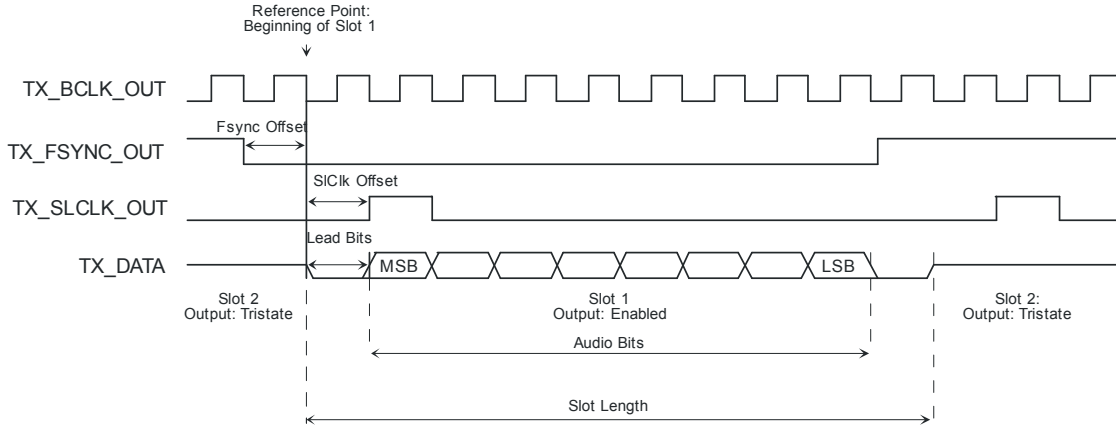 Reference Point:
Beginning of Slot 1
TX_BCLK_OUT
Fsync Offset
TX_FSYNC_OUT
SlClk Offset
TX_SLCLK_OUT
Lead Bits
TX_DATA
MSB
LSB
Slot 2
Output: Tristate
Slot 1
Output: Enabled
Slot 2:
Output: Tristate
Audio Bits
Slot Length